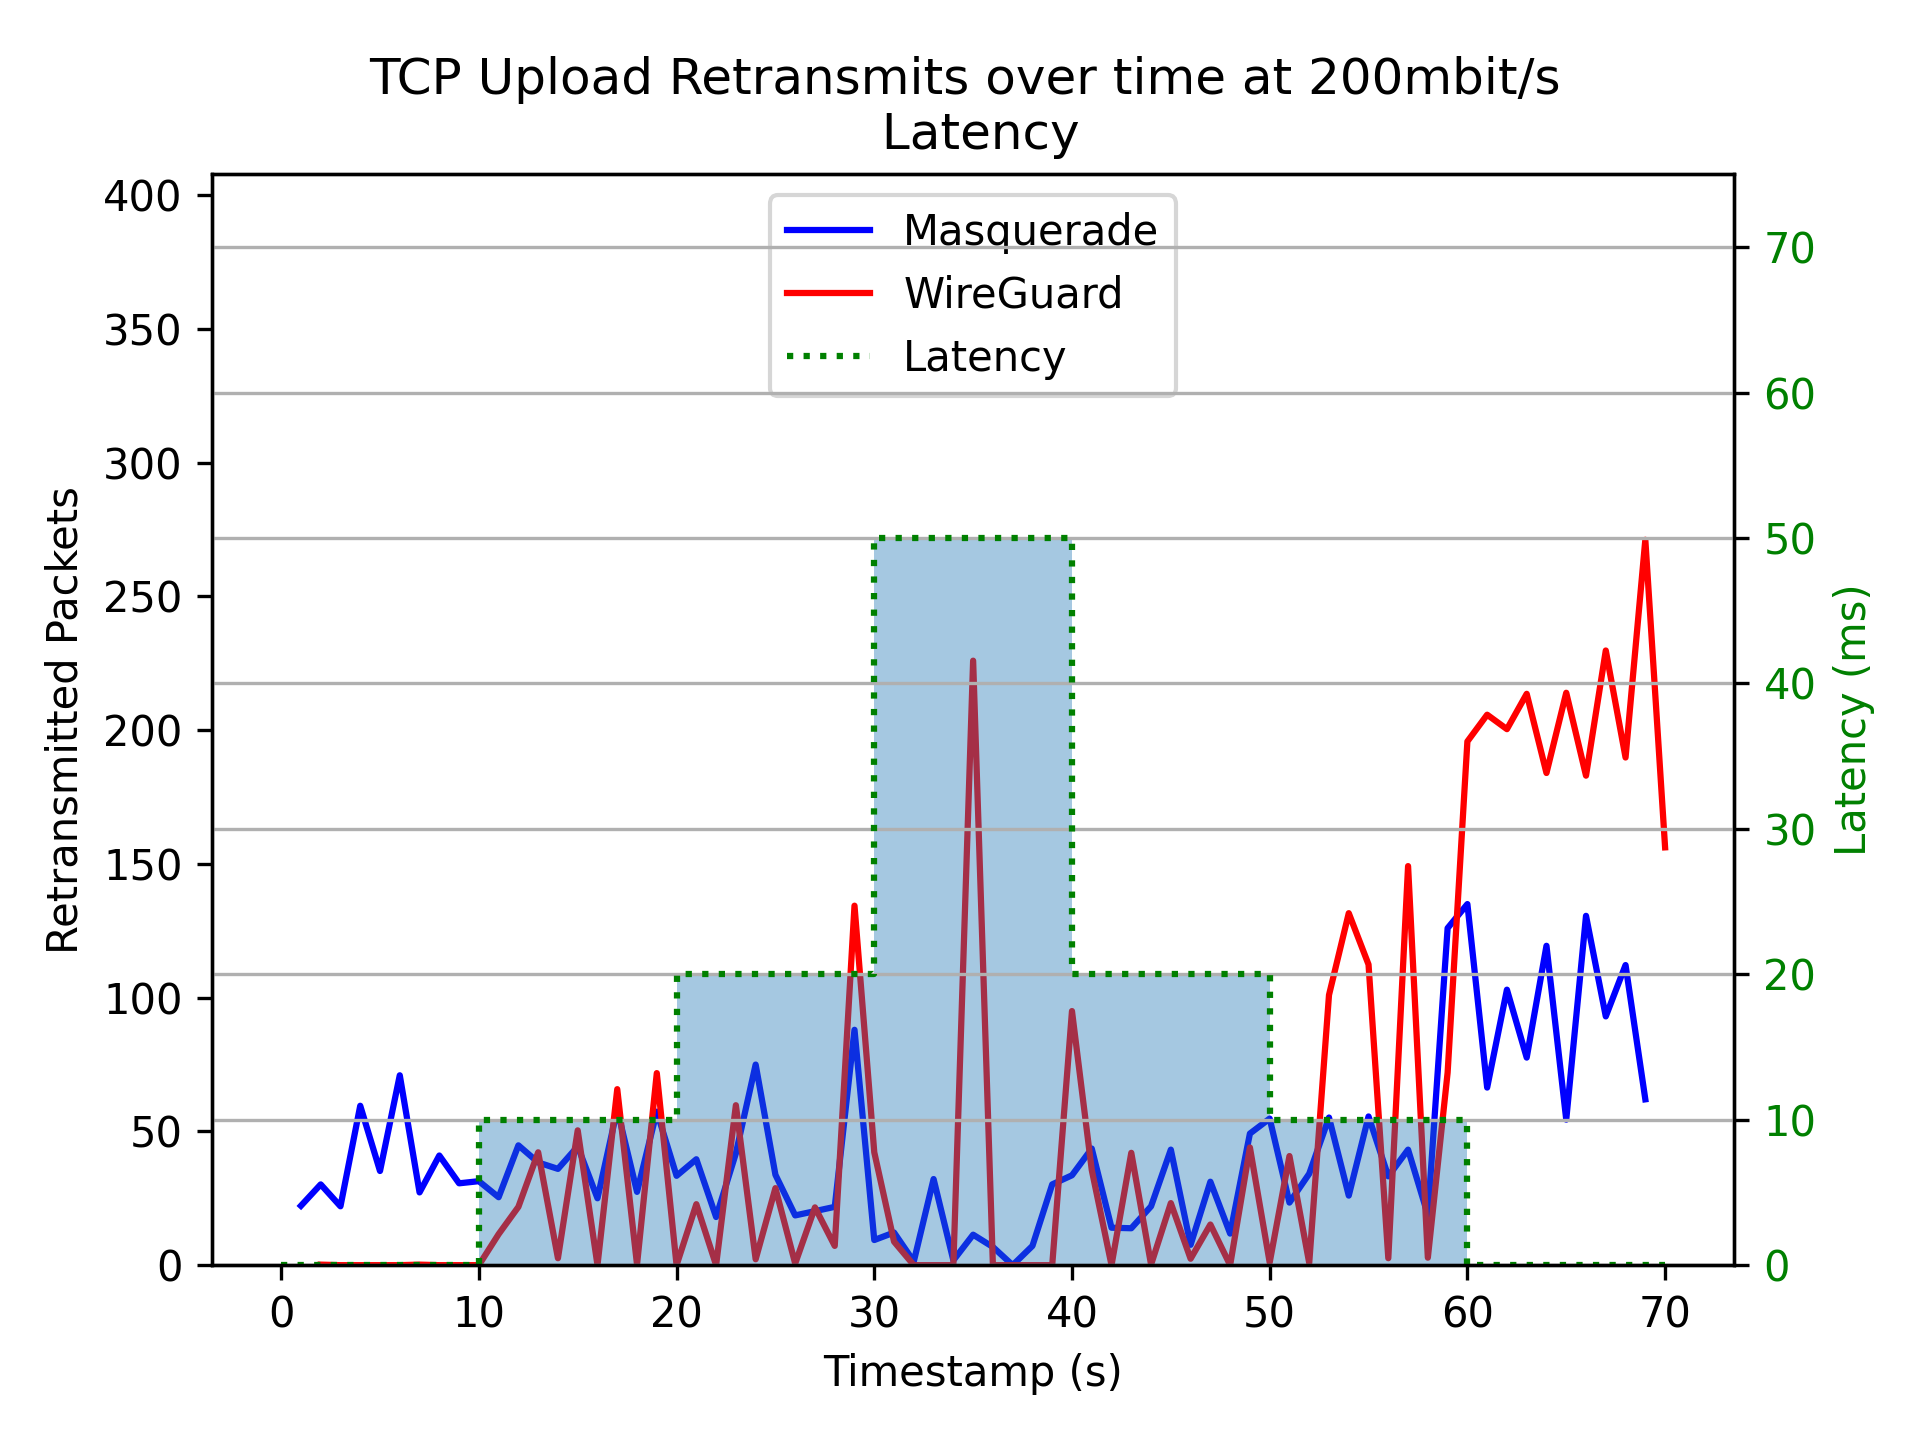 TCP Upload Retransmits over time at 200mbit/s
Latency
Masquerade
WireGuard
Latency
400
350
300
250
200
150
100
50
0
Retransmitted Packets
70
60
50
40
30
20
10
0
Latency (ms)
0 10 20 30 40 50 60 70
Timestamp (s)